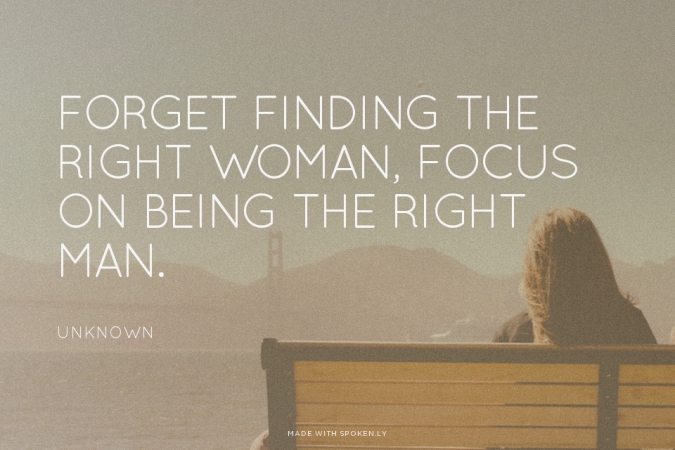 FORGET FINDING THE
RIGHT WOMAN, FOCUS
ON BEING THE RIGHT
MAN.
UNKNOWN
MADE WITH SPOKEN.LY